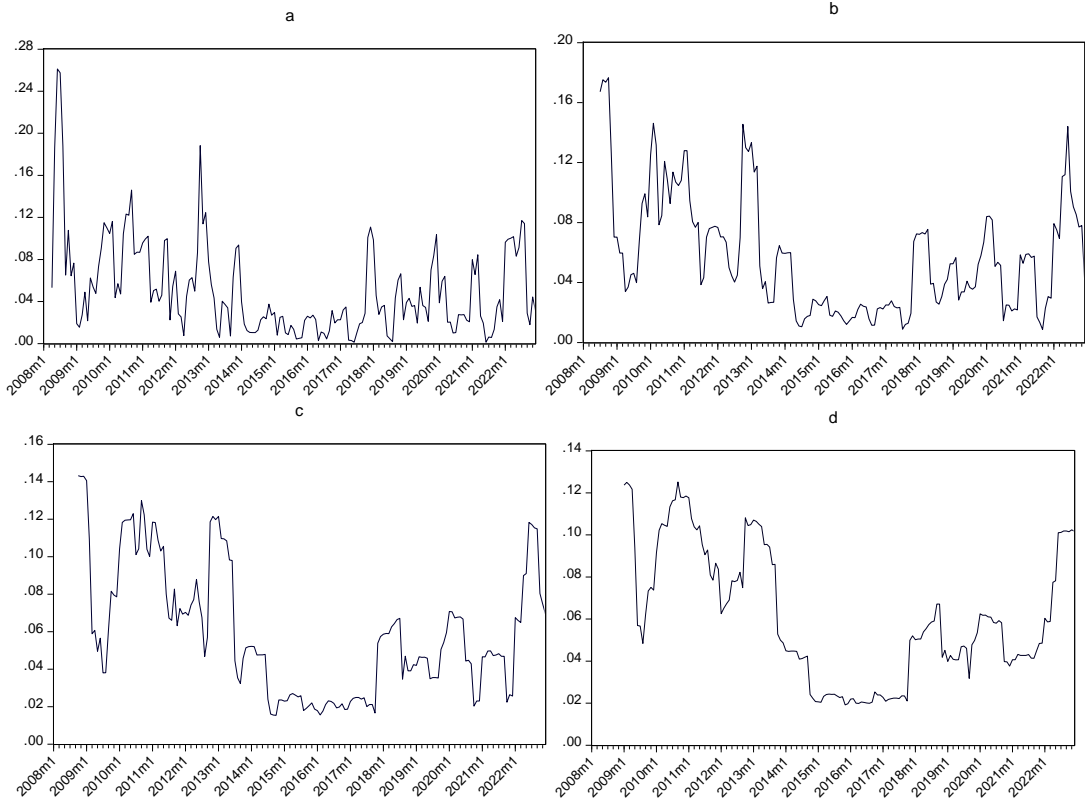 a
.28
.24
.20
.16
.12
.08
.04
.00
2008m1
2009m1
2010m1
2011m1
2012m1
2013m1
2014m1
2015m1
2016m1
2017m1
2018m1
2019m1
2020m1
2021m1
2022m1
b
.20
.16
.12
.08
.04
.00
2008m1
2009m1
2010m1
2011m1
2012m1
2013m1
2014m1
2015m1
2016m1
2017m1
2018m1
2019m1
2020m1
2021m1
2022m1
c
.16
.14
.12
.10
.08
.06
.04
.02
.00
2008m1
2009m1
2010m1
2011m1
2012m1
2013m1
2014m1
2015m1
2016m1
2017m1
2018m1
2019m1
2020m1
2021m1
2022m1
d
.14
.12
.10
.08
.06
.04
.02
.00
2008m1
2009m1
2010m1
2011m1
2012m1
2013m1
2014m1
2015m1
2016m1
2017m1
2018m1
2019m1
2020m1
2021m1
2022m1